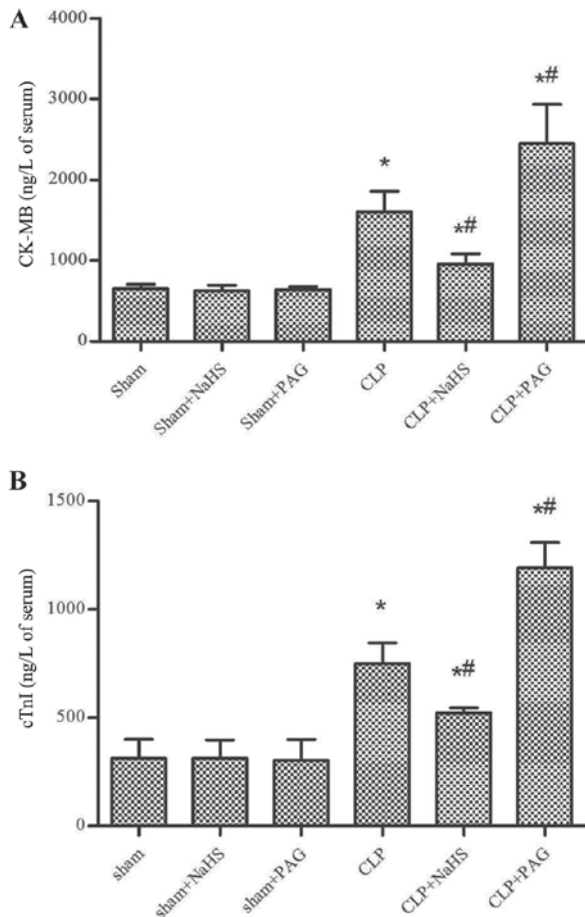 A
CK-MB (ng/L of serum)
4000
3000
2000
1000
0
*
*#
*#
Sham
Sham+NaHS
Sham+PAG
CLP
CLP+NaHS
CLP+PAG
B
cTnI (ng/L of serum)
1500
1000
500
0
*
*#
*#
sham
sham+NaHS
sham+PAG
CLP
CLP+NaHS
CLP+PAG